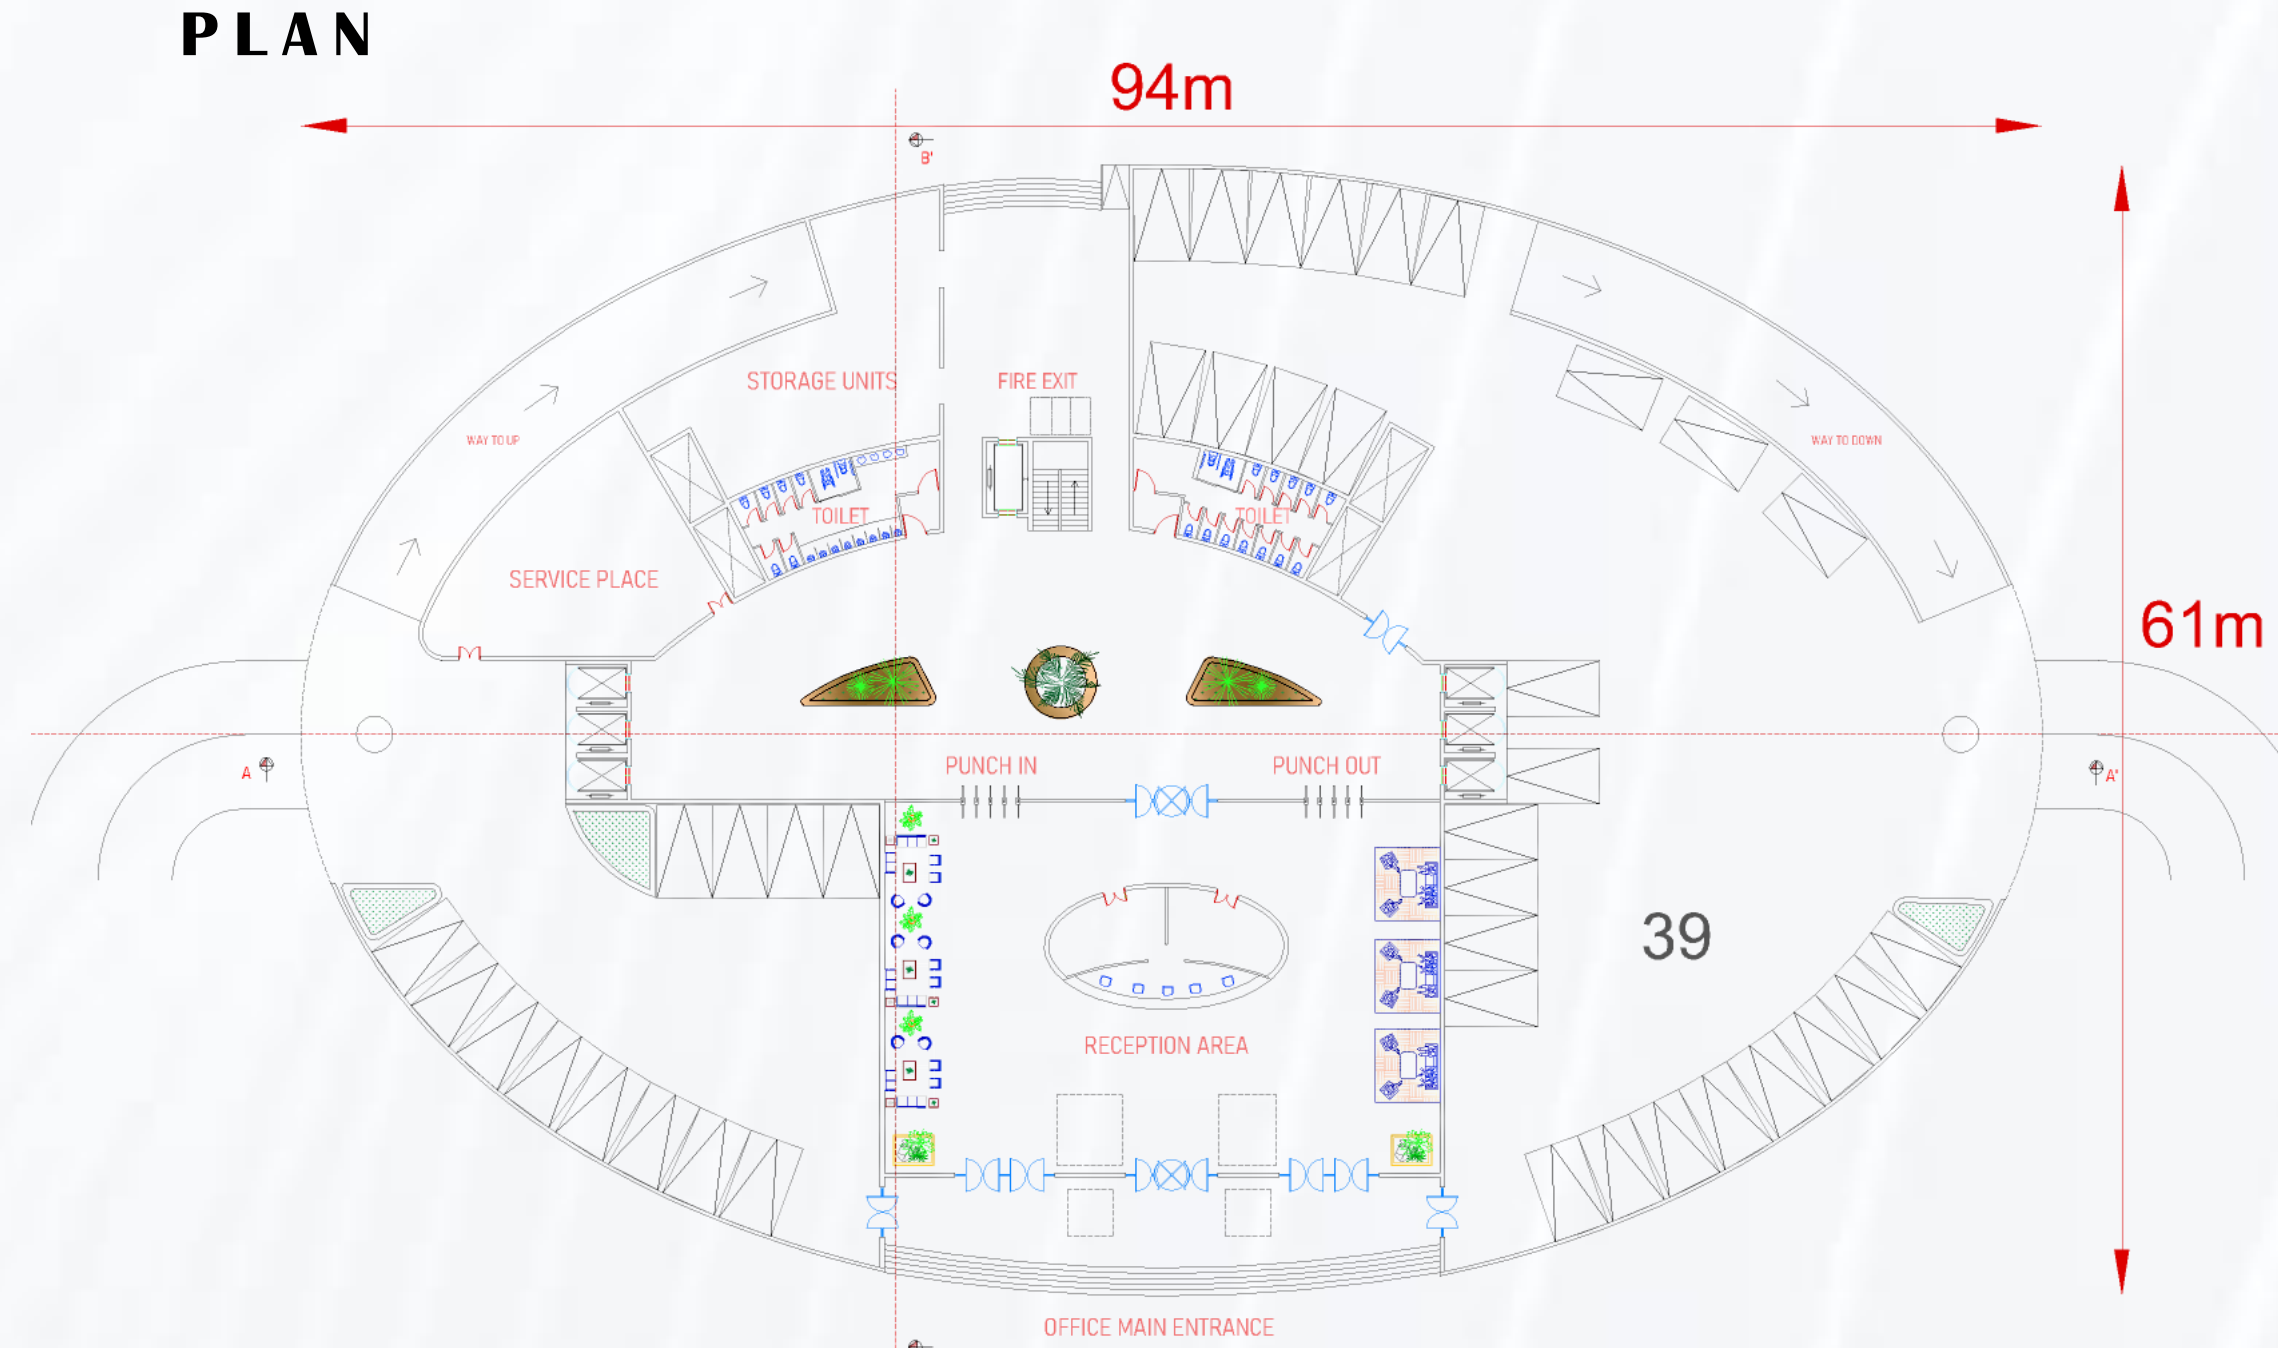 PLAN
94m
B'
STORAGE UNITS
FIRE EXIT
WAY TO UP
WAY TO DOWN
TOILET
TOILET
SERVICE PLACE
61m
PUNCH IN
PUNCH OUT
A
A'
39
RECEPTION AREA
OFFICE MAIN ENTRANCE